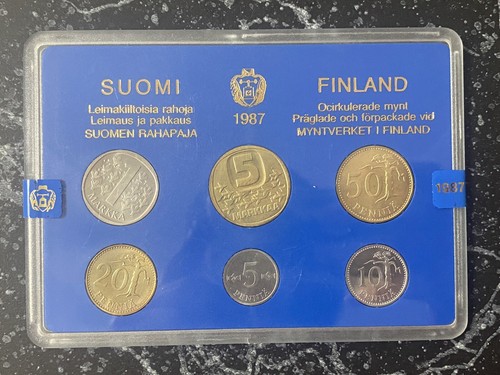 SUOMI
Leimakiiltoisia rahoja
Leimaus ja pakkaus
SUOMEN RAHAPAJA
1987
FINLAND
Ocirkulerade mynt
Präglade och förpackade vid
MYNTVERKET I FINLAND
1
MARKKA
5
MARKKAA
50
PENNIÄ
1987
20
PENNIÄ
5
PENNIÄ
10
PENNIÄ